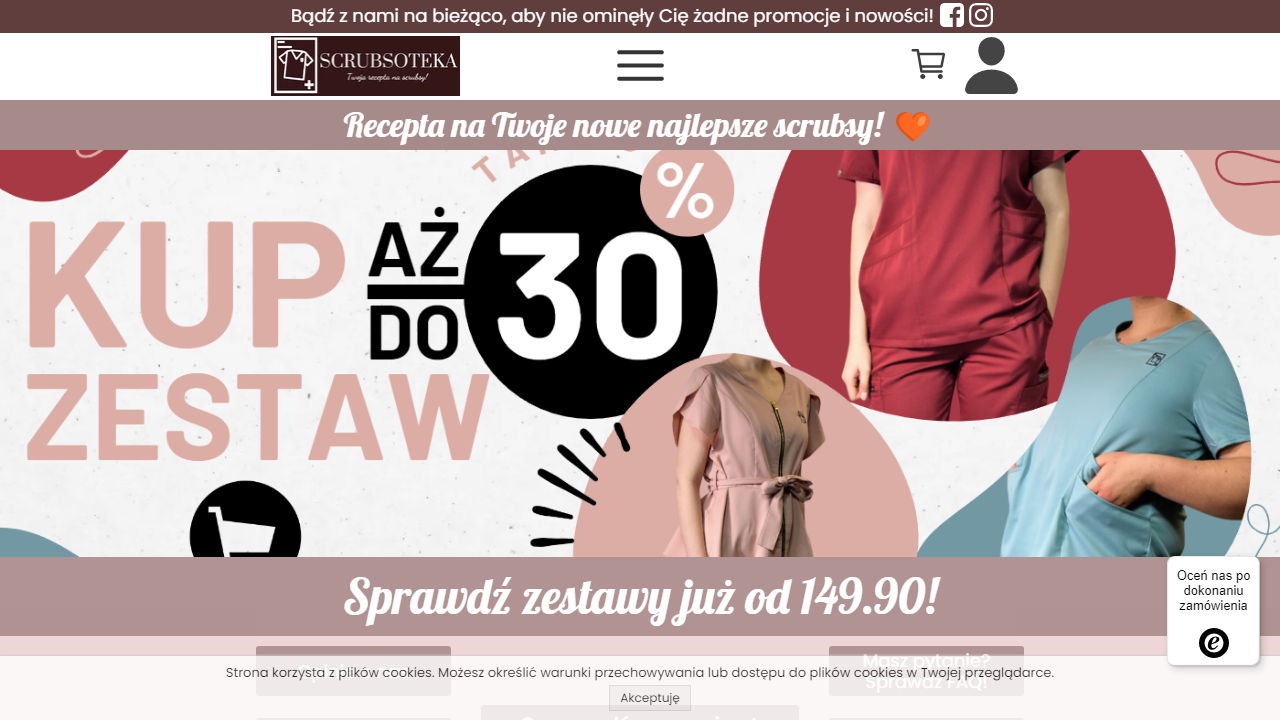 Bądź z nami na bieżąco, aby nie ominęły Cię żadne promocje i nowości!
SCRUBSOTEKA
Twoja recepta na scrubsy!
Recepta na Twoje nowe najlepsze scrubsy! 🧡
%
KUP
AŻ
DO
30
ZESTAW
Sprawdź zestawy już od 149.90!
Oceń nas po
dokonaniu
zamówienia
e
Masz pytanie?
Sprawdź FAQ!
Strona korzysta z plików cookies. Możesz określić warunki przechowywania lub dostępu do plików cookies w Twojej przeglądarce.
Akceptuję